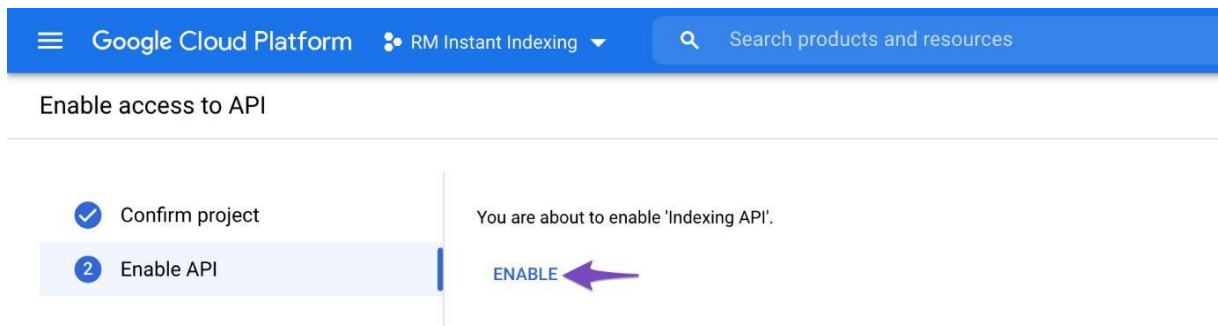 Google Cloud Platform RM Instant Indexing Search products and resources
Enable access to API
Confirm project
2 Enable API
You are about to enable 'Indexing API'.
ENABLE